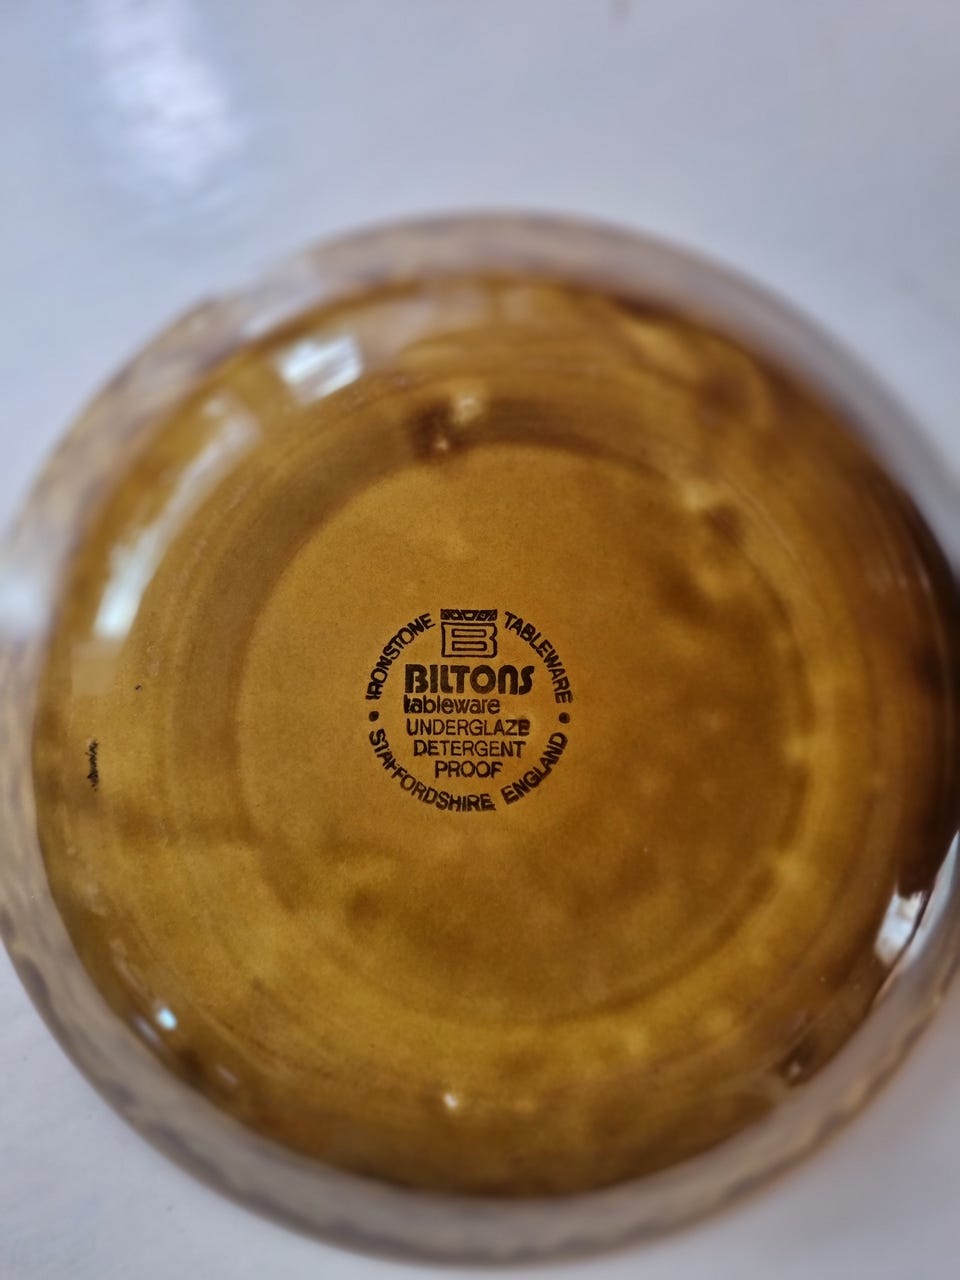 IRONSTONE TABLEWARE
B
BILTONS
tableware
UNDERGLAZE
DETERGENT
PROOF
STAFFORDSHIRE ENGLAND